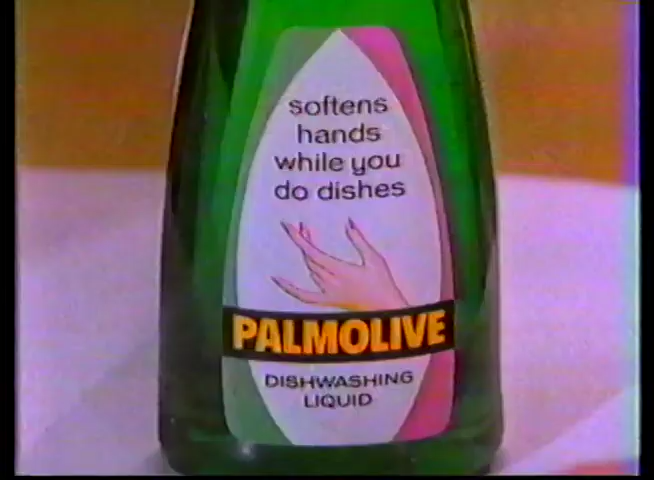 softens
hands
while you
do dishes
PALMOLIVE
DISHWASHING
LIQUID